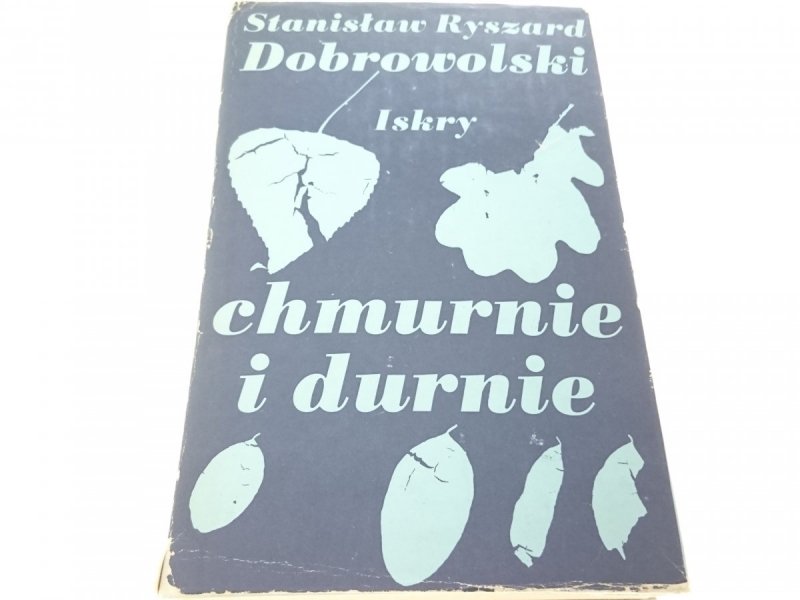 Stanisław Ryszard
Dobrowolski
Iskry
chmurnie
i durnie